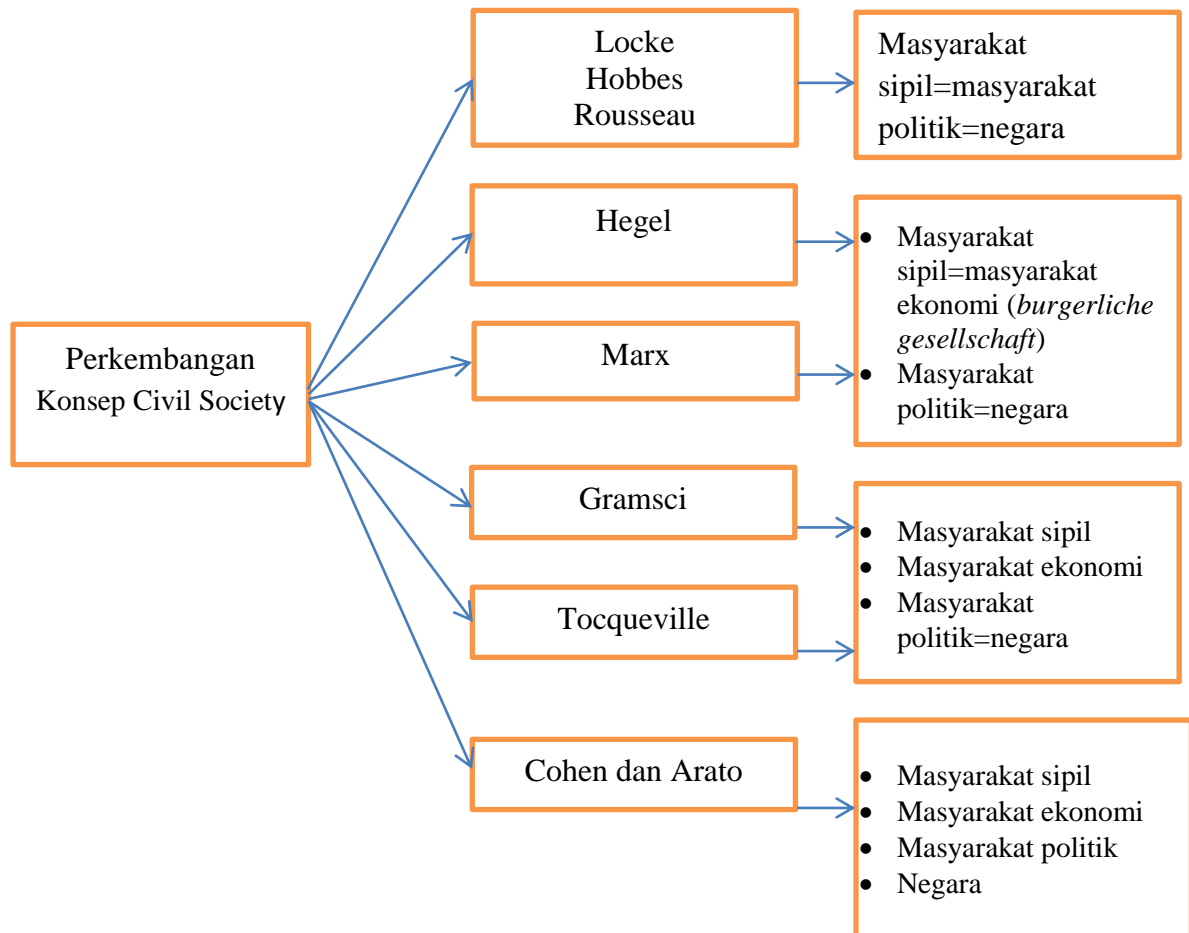 Perkembangan
Konsep Civil Society
Locke
Hobbes
Rousseau
Masyarakat
sipil=masyarakat
politik=negara
Hegel
Marx
• Masyarakat
sipil=masyarakat
ekonomi (burgerliche
gesellschaft)
• Masyarakat
politik=negara
Gramsci
Tocqueville
• Masyarakat sipil
• Masyarakat ekonomi
• Masyarakat
politik=negara
Cohen dan Arato
• Masyarakat sipil
• Masyarakat ekonomi
• Masyarakat politik
• Negara